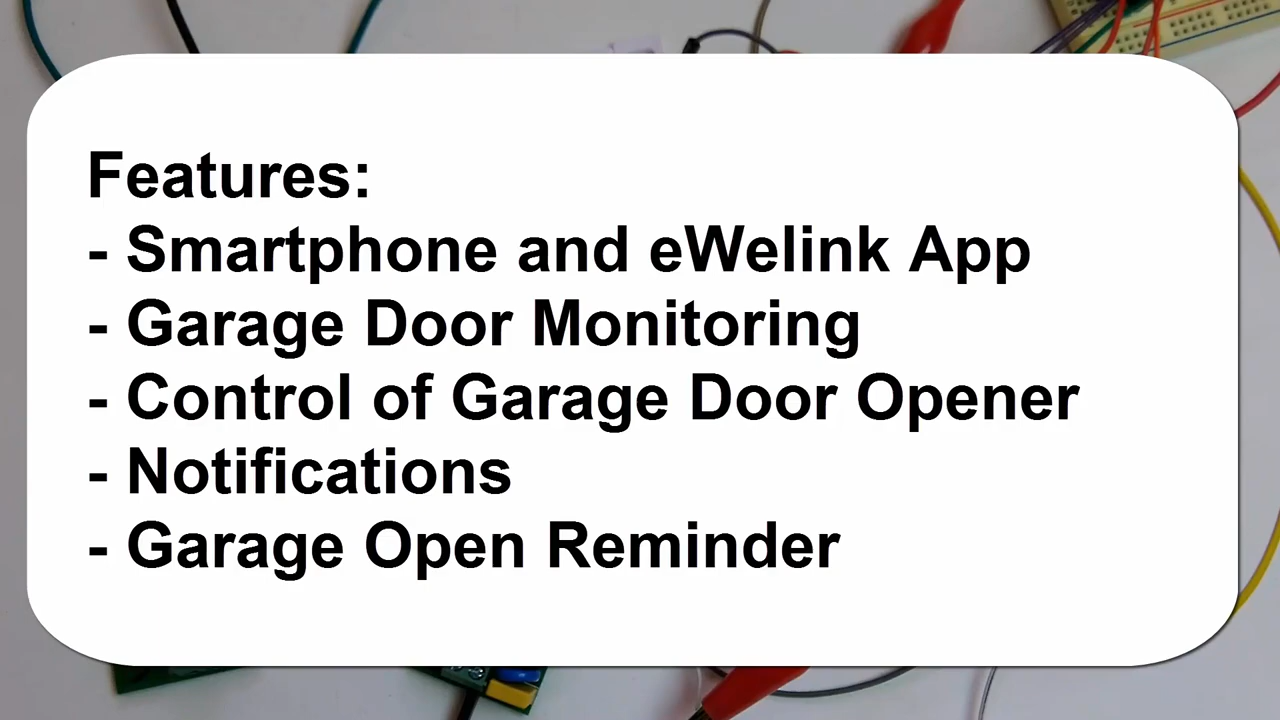 Features:
- Smartphone and eWelink App
- Garage Door Monitoring
- Control of Garage Door Opener
- Notifications
- Garage Open Reminder